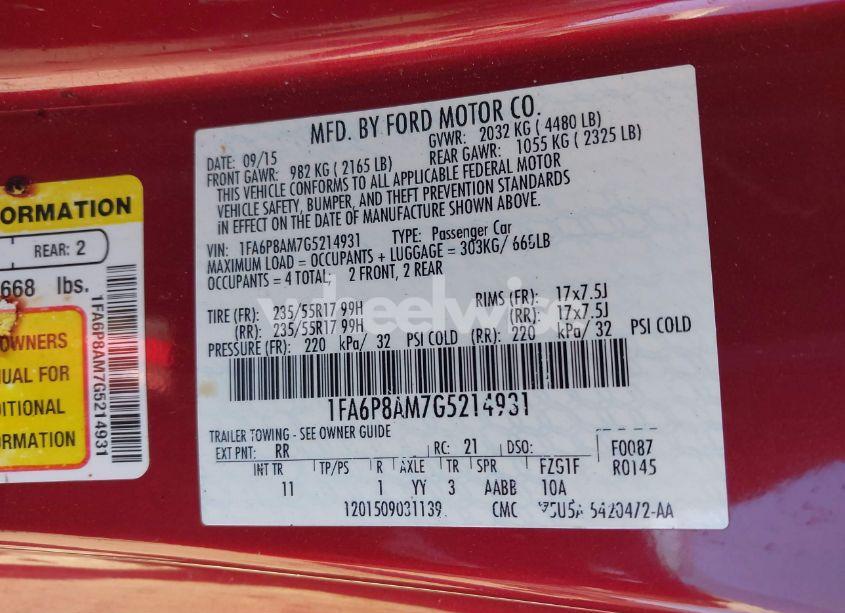 MFD. BY FORD MOTOR CO.
DATE: 09/15 GVWR: 2032 KG ( 4480 LB)
FRONT GAWR: 982 KG ( 2165 LB) REAR GAWR: 1055 KG ( 2325 LB)
THIS VEHICLE CONFORMS TO ALL APPLICABLE FEDERAL MOTOR
VEHICLE SAFETY, BUMPER, AND THEFT PREVENTION STANDARDS
IN EFFECT ON THE DATE OF MANUFACTURE SHOWN ABOVE.
VIN: 1FA6P8AM7G5214931 TYPE: Passenger Car
MAXIMUM LOAD = OCCUPANTS + LUGGAGE = 303KG/ 668LB
OCCUPANTS = 4 TOTAL: 2 FRONT, 2 REAR
TIRE (FR): 235/55R17 99H RIMS (FR): 17x7.5J
(RR): 235/55R17 99H (RR): 17x7.5J
PRESSURE (FR): 220 kPa/ 32 PSI COLD (RR): 220 kPa/ 32 PSI COLD
1FA6P8AM7G5214931
TRAILER TOWING - SEE OWNER GUIDE
EXT PNT: RR RC: 21 DSO: F0087
R0145
INT TR TP/PS R AXLE TR SPR FZG1F
11 1 YY 3 AABB 10A
1201509031139 CMC 5420472-AA
ORMATION
REAR: 2
668 lbs.
OWNERS
NUAL FOR
DITIONAL
ORMATION
1FA6P8AM7G5214931
wheelwise